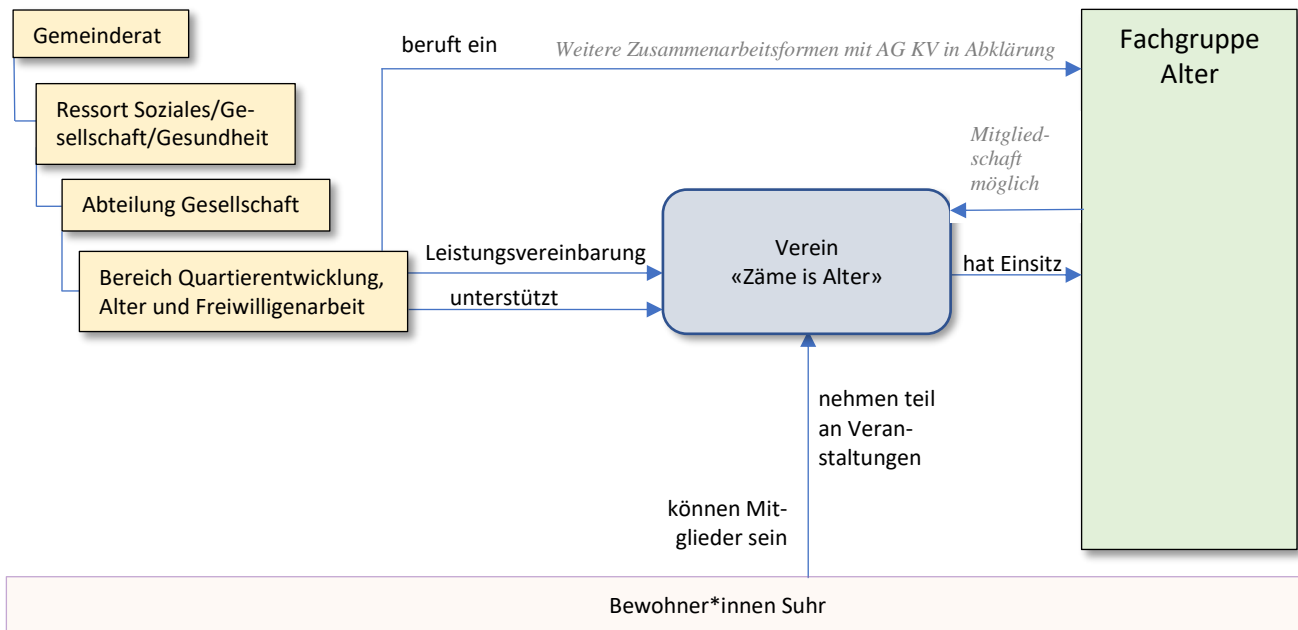 Gemeinderat
beruft ein
Weitere Zusammenarbeitsformen mit AG KV in Abklärung
Fachgruppe
Alter
Ressort Soziales/Ge-
sellschaft/Gesundheit
Mitglied-
schaft
möglich
Abteilung Gesellschaft
Leistungsvereinbarung
Verein
«Zäme is Alter»
hat Einsitz
Bereich Quartierentwicklung,
Alter und Freiwilligenarbeit
unterstützt
nehmen teil
an Veran-
staltungen
können Mit-
glieder sein
Bewohner*innen Suhr